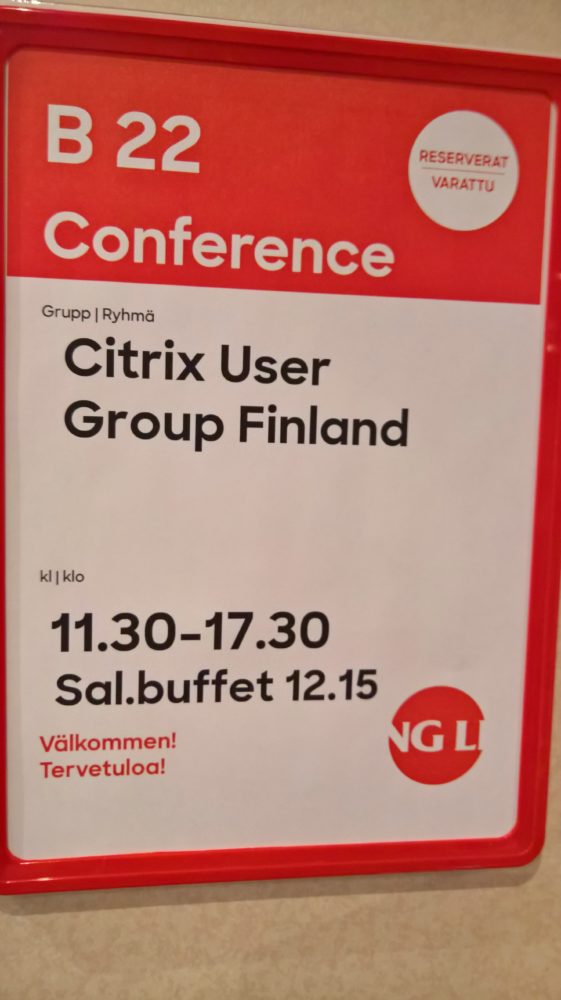 B 22
RESERVERAT
VARATTU
Conference
Grupp | Ryhmä
Citrix User
Group Finland
kl | klo
11.30-17.30
Sal.buffet 12.15
Välkommen!
Tervetuloa!
NG LI